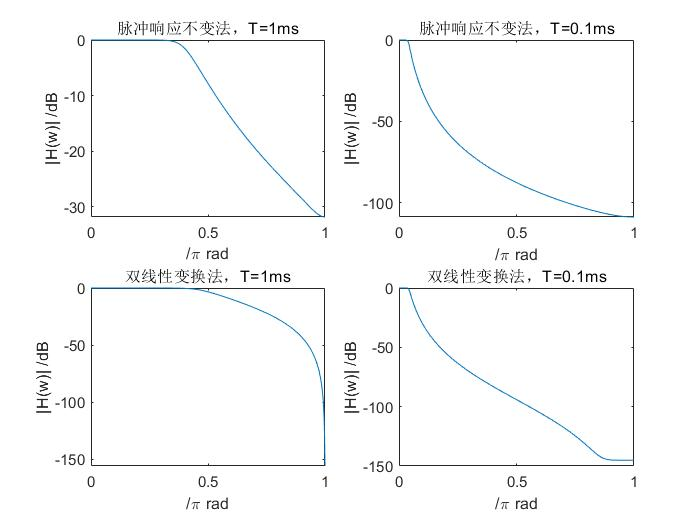 脉冲响应不变法，T=1ms
0
-10
-20
-30
|H(w)| /dB
0 0.5 1
/π rad
脉冲响应不变法，T=0.1ms
0
-50
-100
|H(w)| /dB
0 0.5 1
/π rad
双线性变换法，T=1ms
0
-50
-100
-150
|H(w)| /dB
0 0.5 1
/π rad
双线性变换法，T=0.1ms
0
-50
-100
-150
|H(w)| /dB
0 0.5 1
/π rad